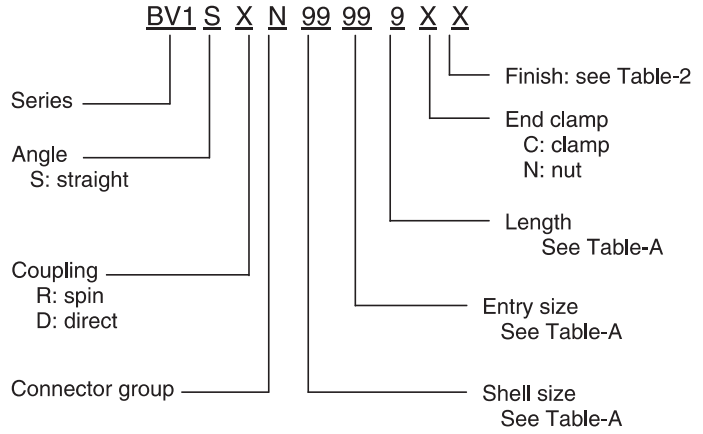 BV1 S X N 99 99 9 X X
Series
Angle
S: straight
Coupling
R: spin
D: direct
Connector group
Finish: see Table-2
End clamp
C: clamp
N: nut
Length
See Table-A
Entry size
See Table-A
Shell size
See Table-A